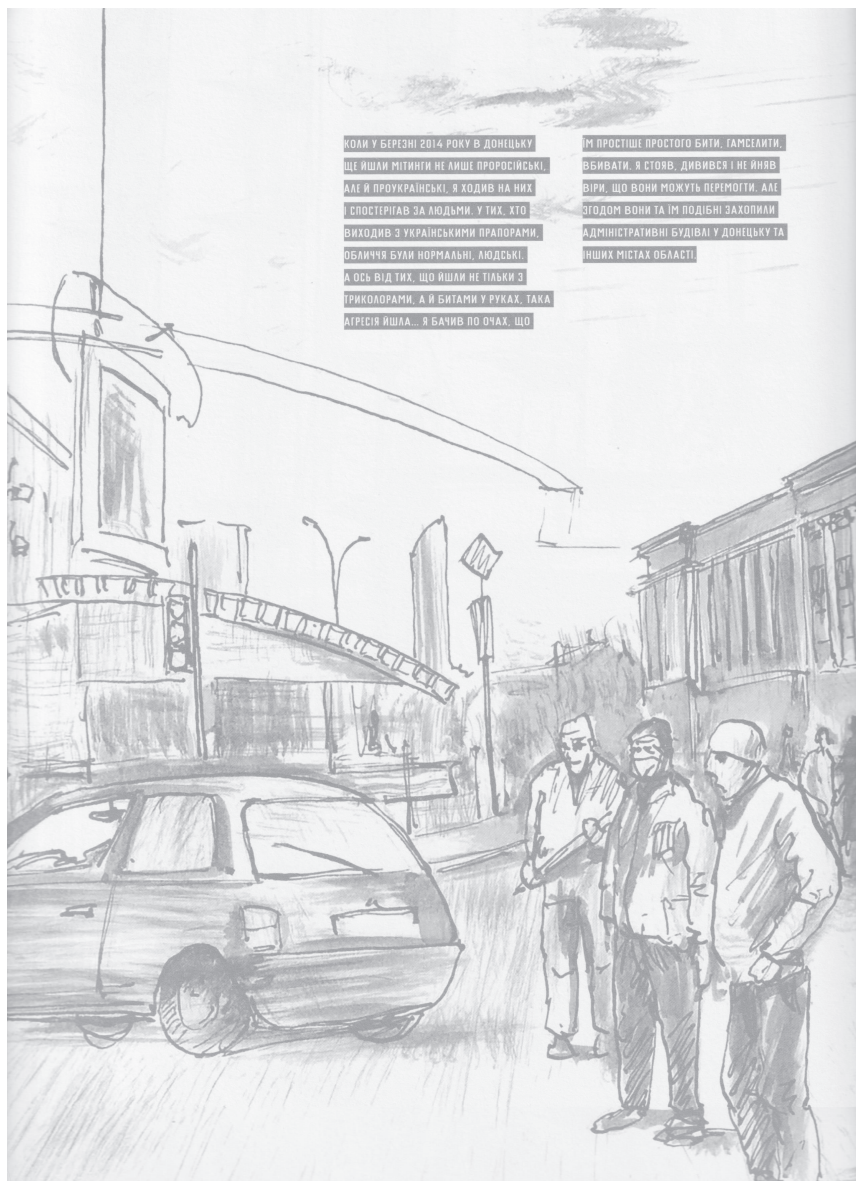 КОЛИ У БЕРЕЗНІ 2014 РОКУ В ДОНЕЦЬКУ
ЩЕ ЙШЛИ МІТИНГИ НЕ ЛИШЕ ПРОРОСІЙСЬКІ,
АЛЕ Й ПРОУКРАЇНСЬКІ, Я ХОДИВ НА НИХ
І СПОСТЕРІГАВ ЗА ЛЮДЬМИ. У ТИХ, ХТО
ВИХОДИВ З УКРАЇНСЬКИМИ ПРАПОРАМИ,
ОБЛИЧЧЯ БУЛИ НОРМАЛЬНІ, ЛЮДСЬКІ.
А ОСЬ ВІД ТИХ, ЩО ЙШЛИ НЕ ТІЛЬКИ З
ТРИКОЛОРАМИ, А Й БИТАМИ У РУКАХ, ТАКА
АГРЕСІЯ ЙШЛА... Я БАЧИВ ПО ОЧАХ, ЩО
ЇМ ПРОСТІШЕ ПРОСТОГО БИТИ, ГАМСЕЛИТИ,
ВБИВАТИ. Я СТОЯВ, ДИВИВСЯ І НЕ ЙНЯВ
ВІРИ, ЩО ВОНИ МОЖУТЬ ПЕРЕМОГТИ. АЛЕ
ЗГОДОМ ВОНИ ТА ЇМ ПОДІБНІ ЗАХОПИЛИ
АДМІНІСТРАТИВНІ БУДІВЛІ У ДОНЕЦЬКУ ТА
ІНШИХ МІСТАХ ОБЛАСТІ.